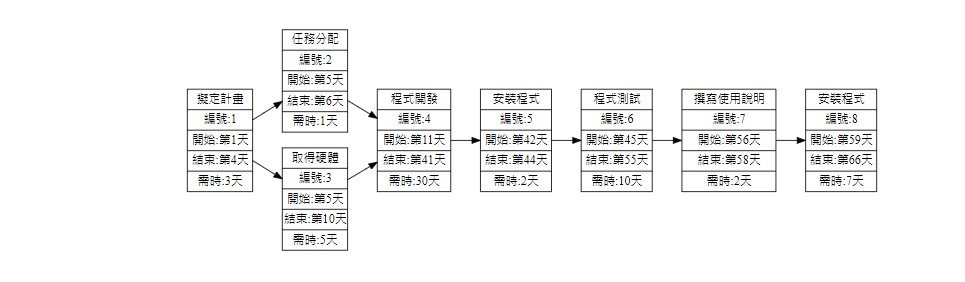 擬定計畫
編號:1
開始:第1天
結束:第4天
需時:3天
任務分配
編號:2
開始:第5天
結束:第6天
需時:1天
取得硬體
編號:3
開始:第5天
結束:第10天
需時:5天
程式開發
編號:4
開始:第11天
結束:第41天
需時:30天
安裝程式
編號:5
開始:第42天
結束:第44天
需時:2天
程式測試
編號:6
開始:第45天
結束:第55天
需時:10天
撰寫使用說明
編號:7
開始:第56天
結束:第58天
需時:2天
安裝程式
編號:8
開始:第59天
結束:第66天
需時:7天